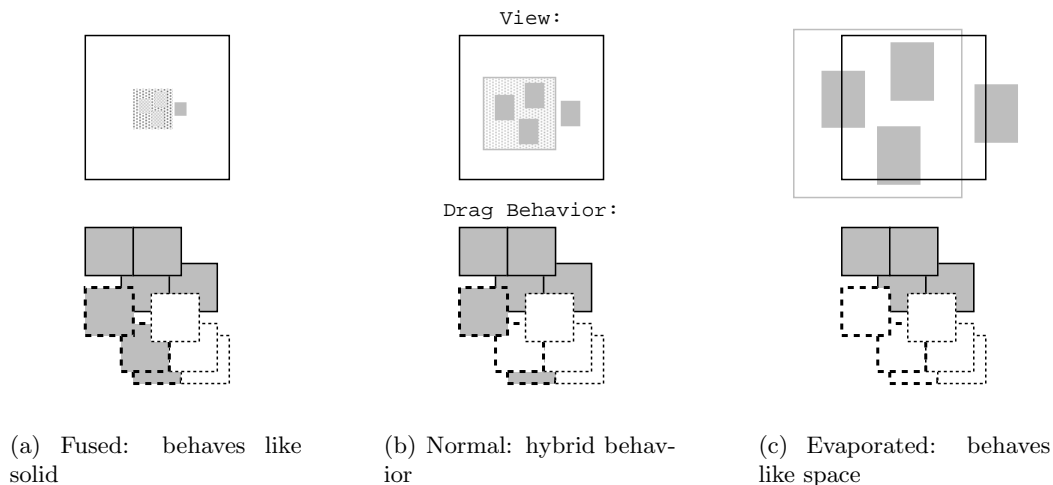 View:
Drag Behavior:
(a) Fused: behaves like
solid
(b) Normal: hybrid behav-
ior
(c) Evaporated: behaves
like space